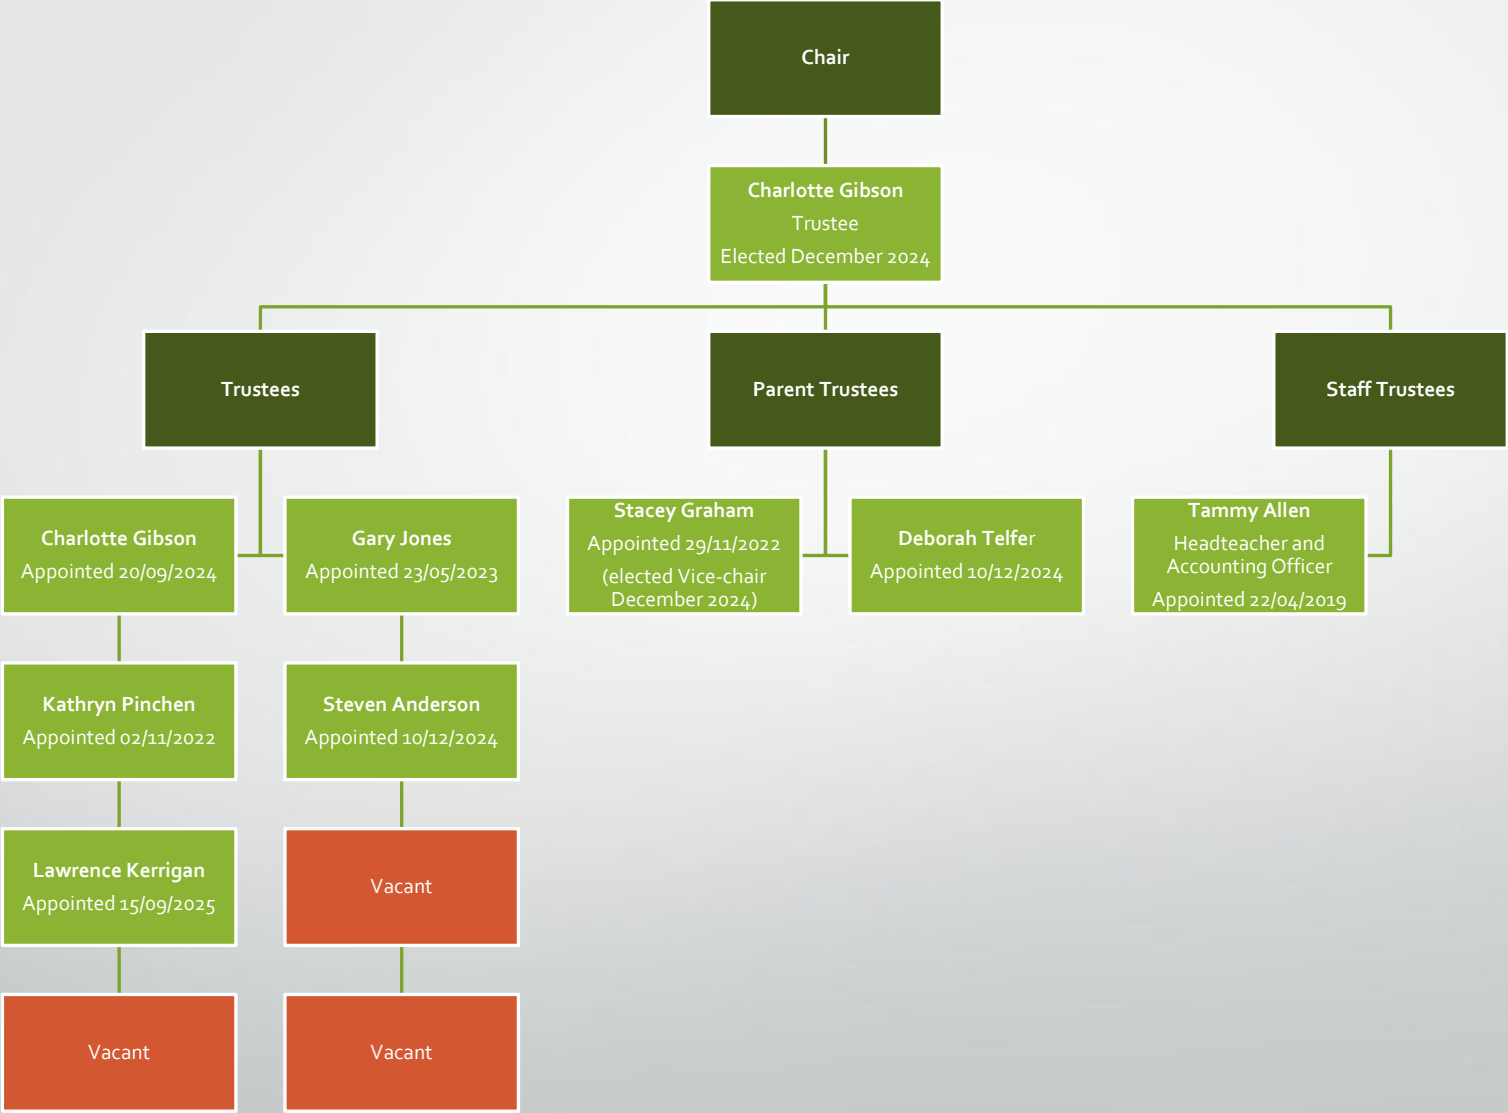 Chair
Charlotte Gibson
Trustee
Elected December 2024
Trustees
Parent Trustees
Staff Trustees
Charlotte Gibson
Appointed 20/09/2024
Gary Jones
Appointed 23/05/2023
Stacey Graham
Appointed 29/11/2022
(elected Vice-chair
December 2024)
Deborah Telfer
Appointed 10/12/2024
Tammy Allen
Headteacher and
Accounting Officer
Appointed 22/04/2019
Kathryn Pinchen
Appointed 02/11/2022
Steven Anderson
Appointed 10/12/2024
Lawrence Kerrigan
Appointed 15/09/2025
Vacant
Vacant
Vacant